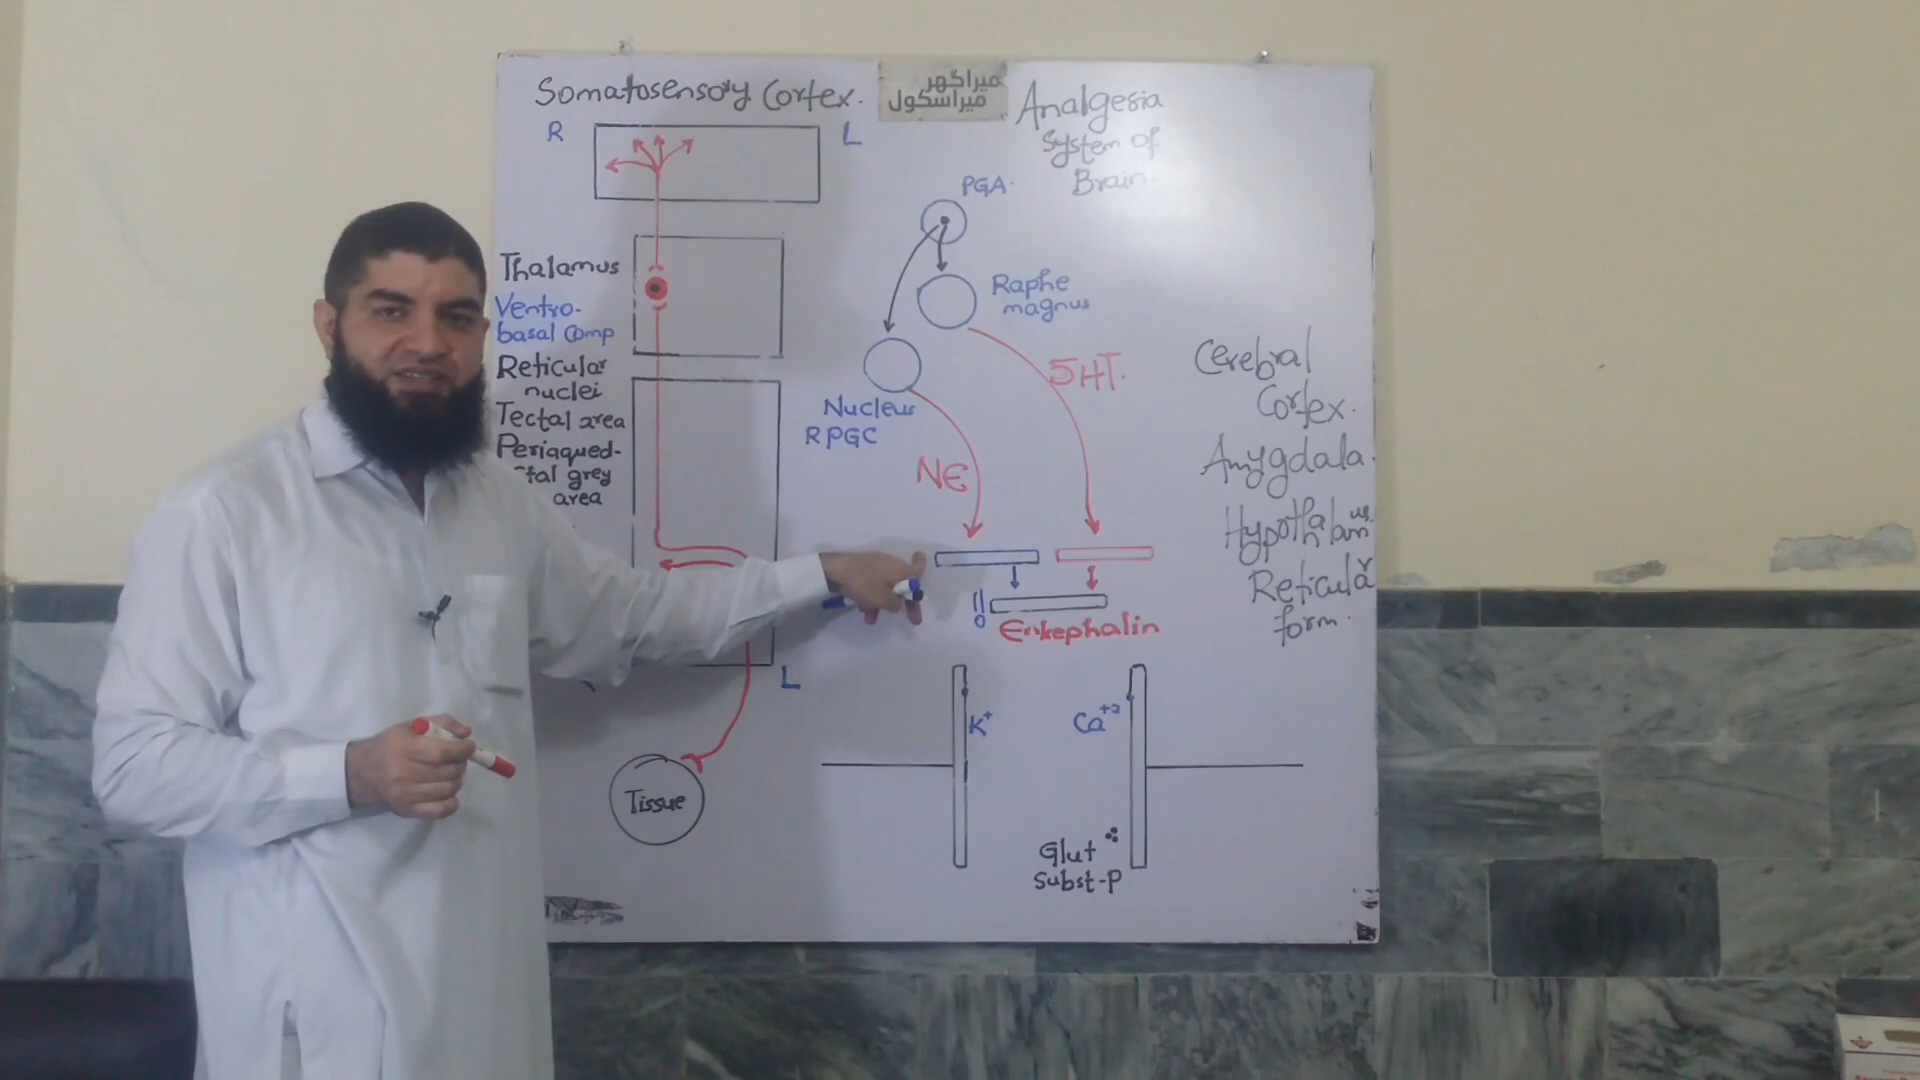 Somatosensory Cortex.
R
L
Thalamus
Ventro-
basal Comp
Reticular
nuclei
Tectal area
Periaqued-
tal grey
area
L
Tissue
میراگھر
میراسکول
Analgesia
System of
Brain.
PGA.
Raphe
magnus
Nucleus
RPGC
5HT.
NE
Enkephalin
K+
Ca+2
Glut
Subst-P
Cerebral
Cortex.
Amygdala.
Hypothalamus.
Reticular
form.